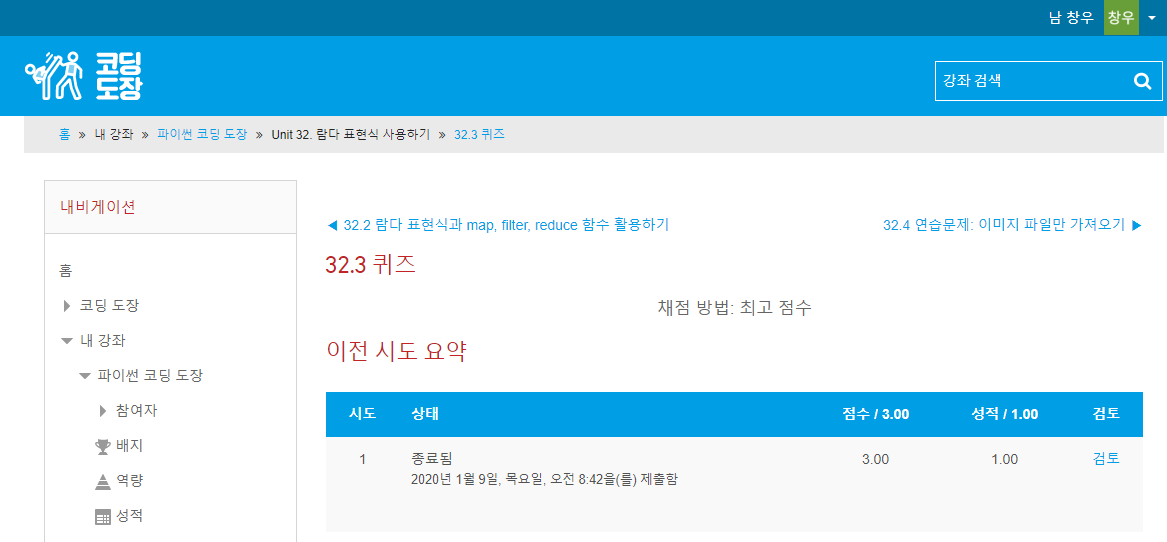 남 창우 창우
코딩
도장
강좌 검색
홈 » 내 강좌 » 파이썬 코딩 도장 » Unit 32. 람다 표현식 사용하기 » 32.3 퀴즈
내비게이션
홈
코딩 도장
내 강좌
파이썬 코딩 도장
참여자
배지
역량
성적
◀ 32.2 람다 표현식과 map, filter, reduce 함수 활용하기
32.4 연습문제: 이미지 파일만 가져오기 ▶
32.3 퀴즈
채점 방법: 최고 점수
이전 시도 요약
시도 상태 점수 / 3.00 성적 / 1.00 검토
1 종료됨 3.00 1.00 검토
2020년 1월 9일, 목요일, 오전 8:42을(를) 제출함